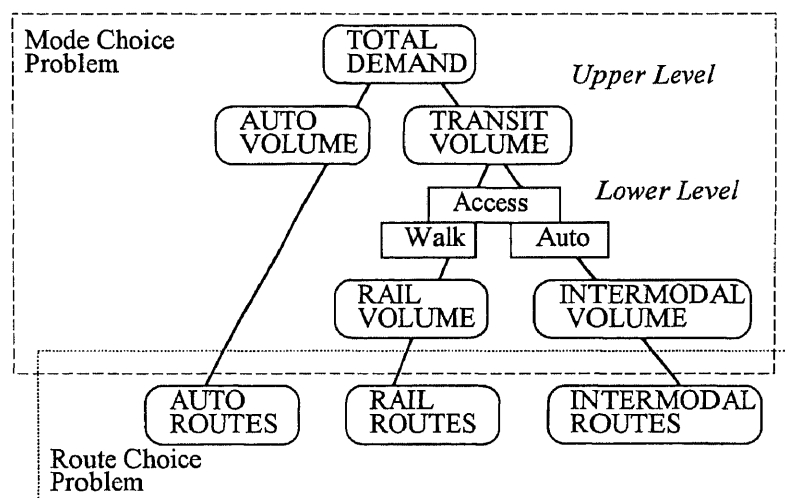 Mode Choice
Problem
TOTAL
DEMAND
Upper Level
AUTO
VOLUME
TRANSIT
VOLUME
Lower Level
Access
Walk
Auto
RAIL
VOLUME
INTERMODAL
VOLUME
AUTO
ROUTES
RAIL
ROUTES
INTERMODAL
ROUTES
Route Choice
Problem